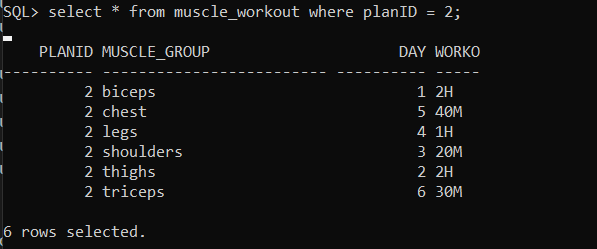 SQL> select * from muscle_workout where planID = 2;
PLANID MUSCLE_GROUP DAY WORKO
---------- ------------------------- ---------- -----
2 biceps 1 2H
2 chest 5 40M
2 legs 4 1H
2 shoulders 3 20M
2 thighs 2 2H
2 triceps 6 30M
6 rows selected.